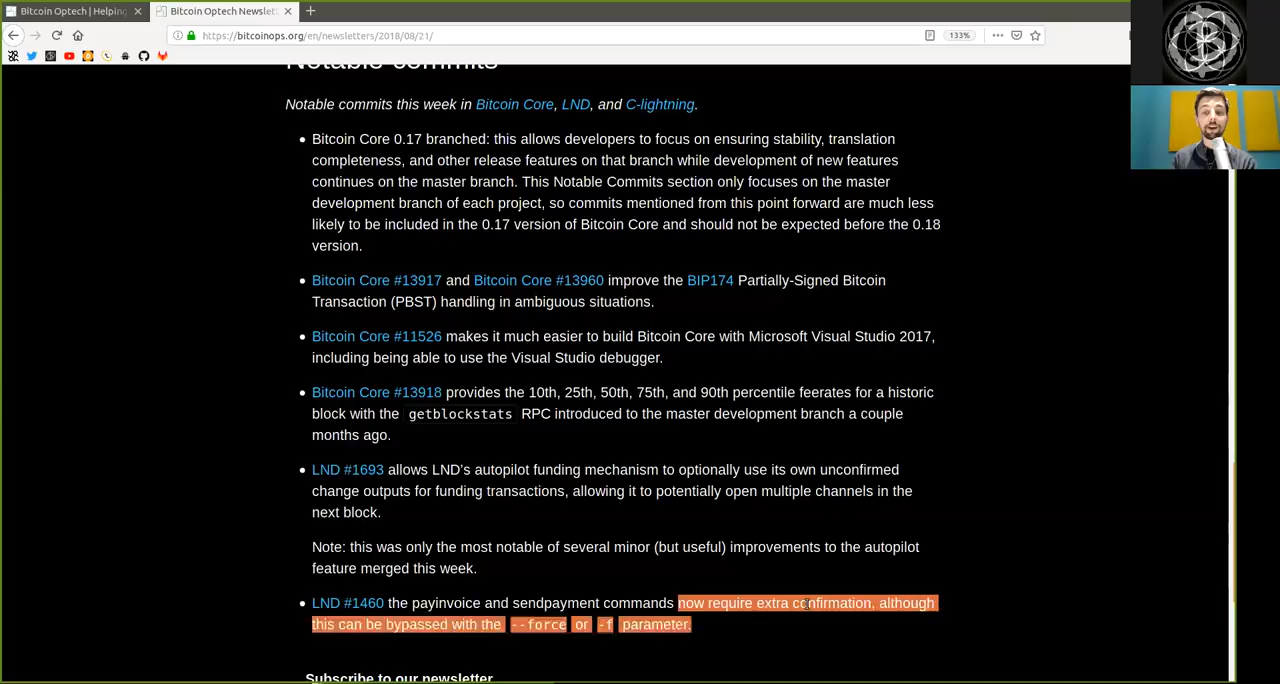 Bitcoin Optech | Helping
Bitcoin Optech Newslett
https://bitcoinops.org/en/newsletters/2018/08/21/
133%
Notable commits
Notable commits this week in Bitcoin Core, LND, and C-lightning.
Bitcoin Core 0.17 branched: this allows developers to focus on ensuring stability, translation
completeness, and other release features on that branch while development of new features
continues on the master branch. This Notable Commits section only focuses on the master
development branch of each project, so commits mentioned from this point forward are much less
likely to be included in the 0.17 version of Bitcoin Core and should not be expected before the 0.18
version.
Bitcoin Core #13917 and Bitcoin Core #13960 improve the BIP174 Partially-Signed Bitcoin
Transaction (PBST) handling in ambiguous situations.
Bitcoin Core #11526 makes it much easier to build Bitcoin Core with Microsoft Visual Studio 2017,
including being able to use the Visual Studio debugger.
Bitcoin Core #13918 provides the 10th, 25th, 50th, 75th, and 90th percentile feerates for a historic
block with the getblockstats RPC introduced to the master development branch a couple
months ago.
LND #1693 allows LND's autopilot funding mechanism to optionally use its own unconfirmed
change outputs for funding transactions, allowing it to potentially open multiple channels in the
next block.
Note: this was only the most notable of several minor (but useful) improvements to the autopilot
feature merged this week.
LND #1460 the payinvoice and sendpayment commands now require extra confirmation, although
this can be bypassed with the --force or -f parameter.
Subscribe to our newsletter